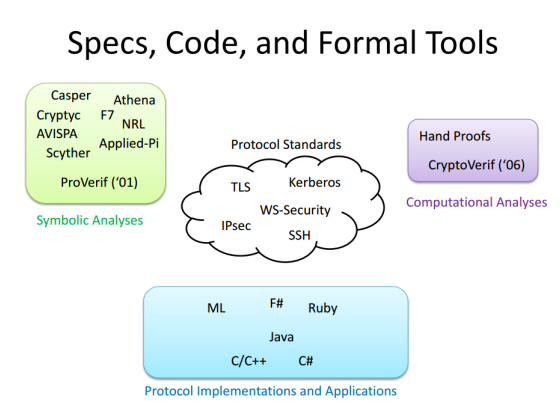 Specs, Code, and Formal Tools
Casper
Athena
Cryptyc
F7
NRL
AVISPA
Applied-Pi
Scyther
ProVerif (‘01)
Symbolic Analyses
Protocol Standards
TLS
Kerberos
WS-Security
IPsec
SSH
Hand Proofs
CryptoVerif (‘06)
Computational Analyses
ML
F#
Ruby
Java
C/C++
C#
Protocol Implementations and Applications